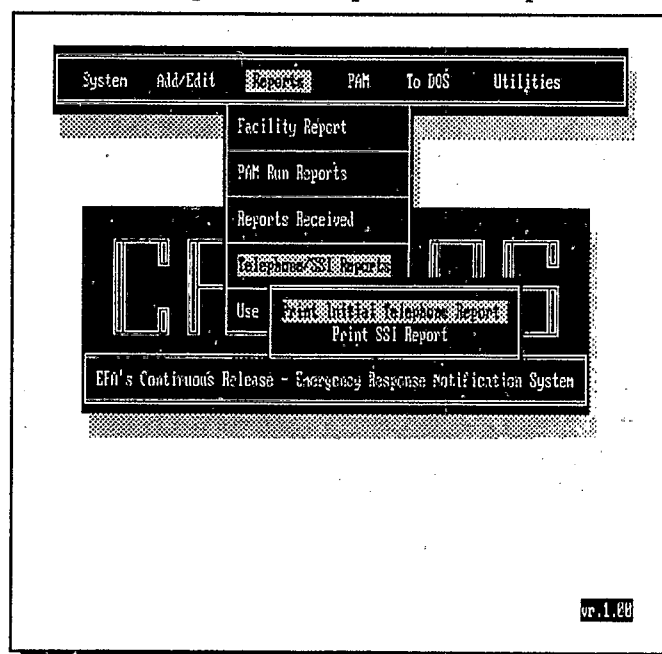 System Add/Edit Reports PAM To DOS Utilities
Facility Report
PAM Run Reports
Reports Received
Telephone/SSI Reports
Use
Print Initial Telephone Report
Print SSI Report
EPA's Continuous Release - Emergency Response Notification System
vr.1.00